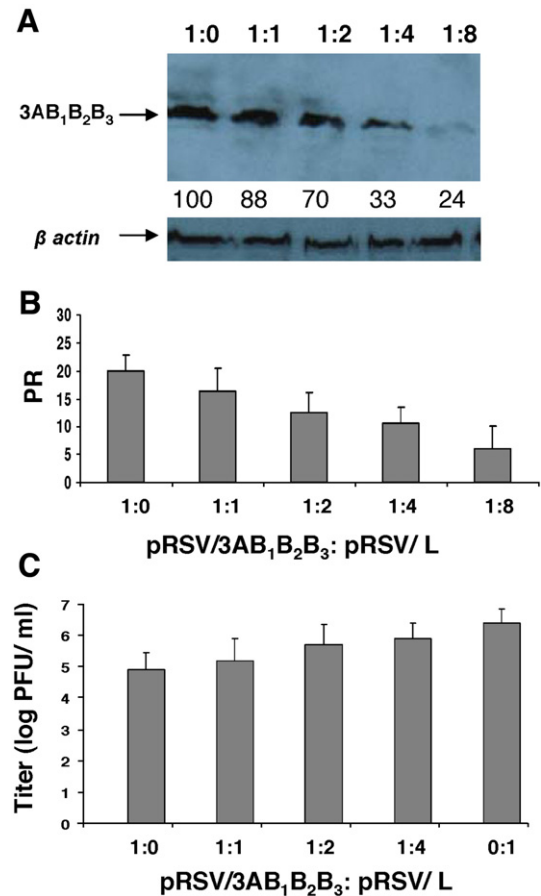 A
1:0 1:1 1:2 1:4 1:8
3AB₁B₂B₃
100 88 70 33 24
β actin
B
30
25
20
15
10
5
0
PR
1:0 1:1 1:2 1:4 1:8
pRSV/3AB₁B₂B₃: pRSV/ L
C
7
6
5
4
3
2
1
0
Titer (log PFU/ ml)
1:0 1:1 1:2 1:4 0:1
pRSV/3AB₁B₂B₃: pRSV/ L